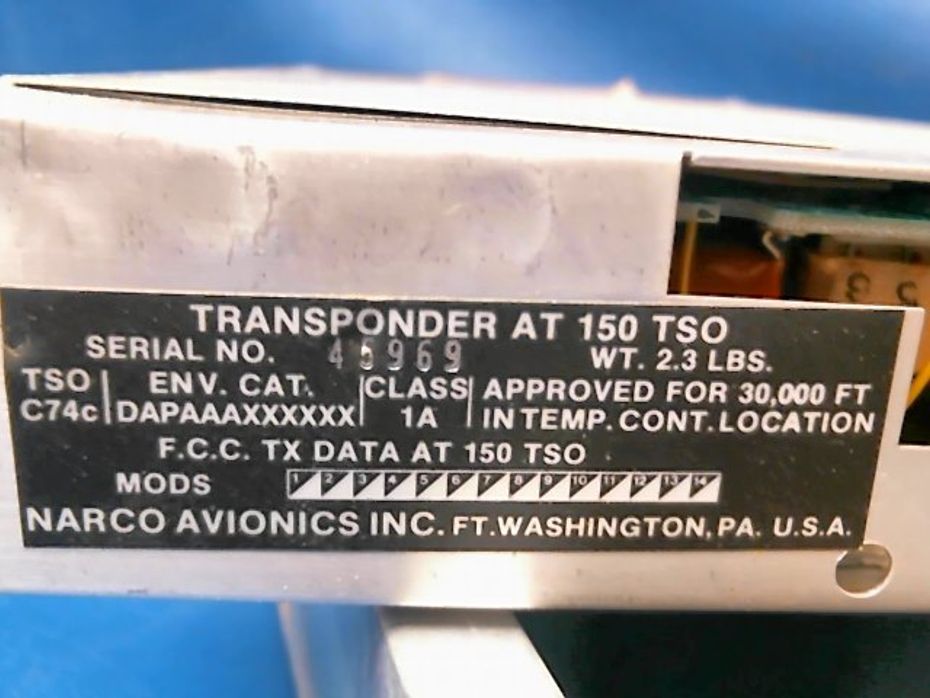 TRANSPONDER AT 150 TSO
SERIAL NO. 46969 WT. 2.3 LBS.
TSO ENV. CAT. CLASS APPROVED FOR 30,000 FT
C74c DAPAAAXXXXXX 1A IN TEMP. CONT. LOCATION
F.C.C. TX DATA AT 150 TSO
MODS 1 2 3 4 5 6 7 8 9 10 11 12 13 14
NARCO AVIONICS INC. FT. WASHINGTON, PA. U.S.A.